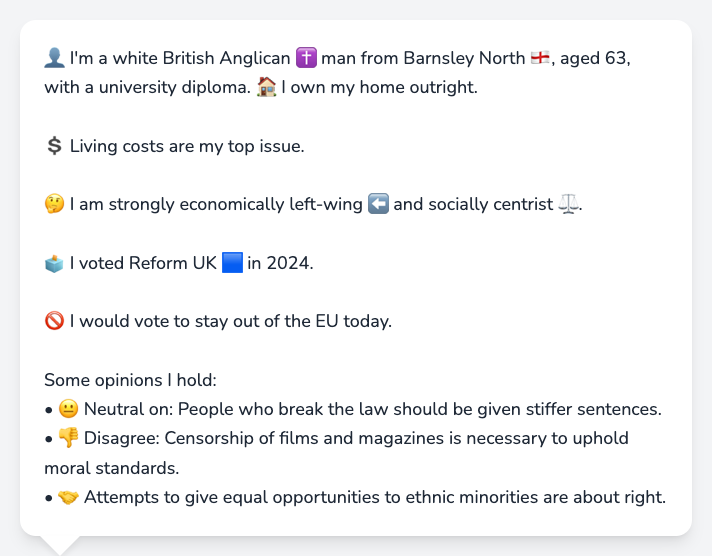 👤 I'm a white British Anglican ✝️ man from Barnsley North 🏴󠁧󠁢󠁥󠁮󠁧󠁿, aged 63,
with a university diploma. 🏠 I own my home outright.
💲 Living costs are my top issue.
🤔 I am strongly economically left-wing ⬅️ and socially centrist ⚖️.
🗳️ I voted Reform UK 🟦 in 2024.
🚫 I would vote to stay out of the EU today.
Some opinions I hold:
• 😐 Neutral on: People who break the law should be given stiffer sentences.
• 👎 Disagree: Censorship of films and magazines is necessary to uphold
moral standards.
• 🤝 Attempts to give equal opportunities to ethnic minorities are about right.